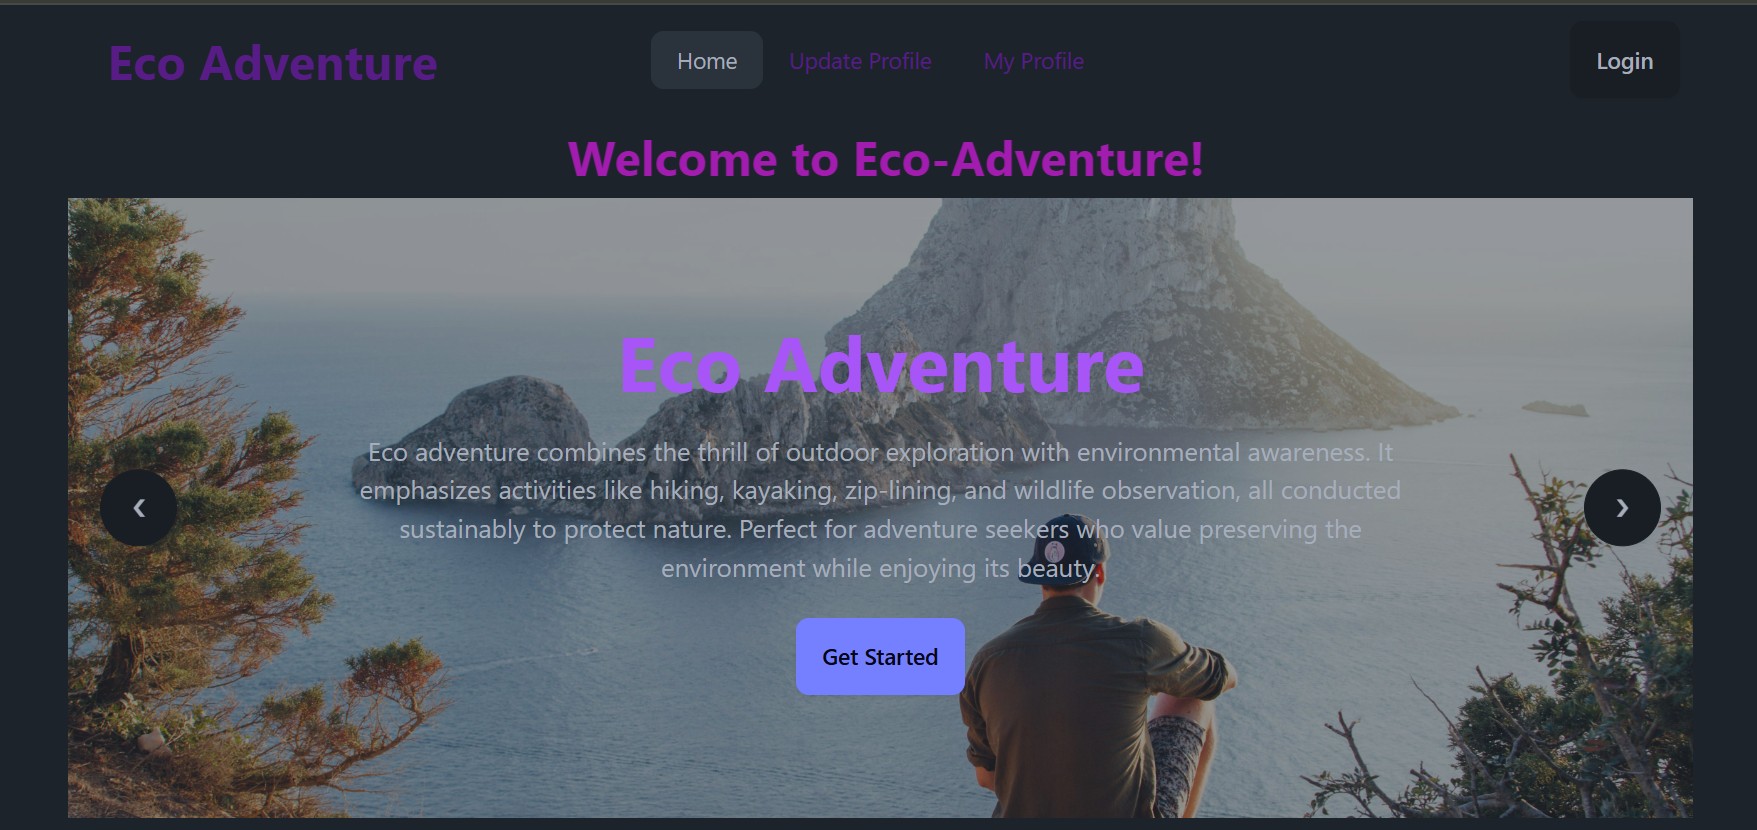 Eco Adventure
Home
Update Profile
My Profile
Login
Welcome to Eco-Adventure!
Eco Adventure
Eco adventure combines the thrill of outdoor exploration with environmental awareness. It
emphasizes activities like hiking, kayaking, zip-lining, and wildlife observation, all conducted
sustainably to protect nature. Perfect for adventure seekers who value preserving the
environment while enjoying its beauty.
❮
❯
Get Started